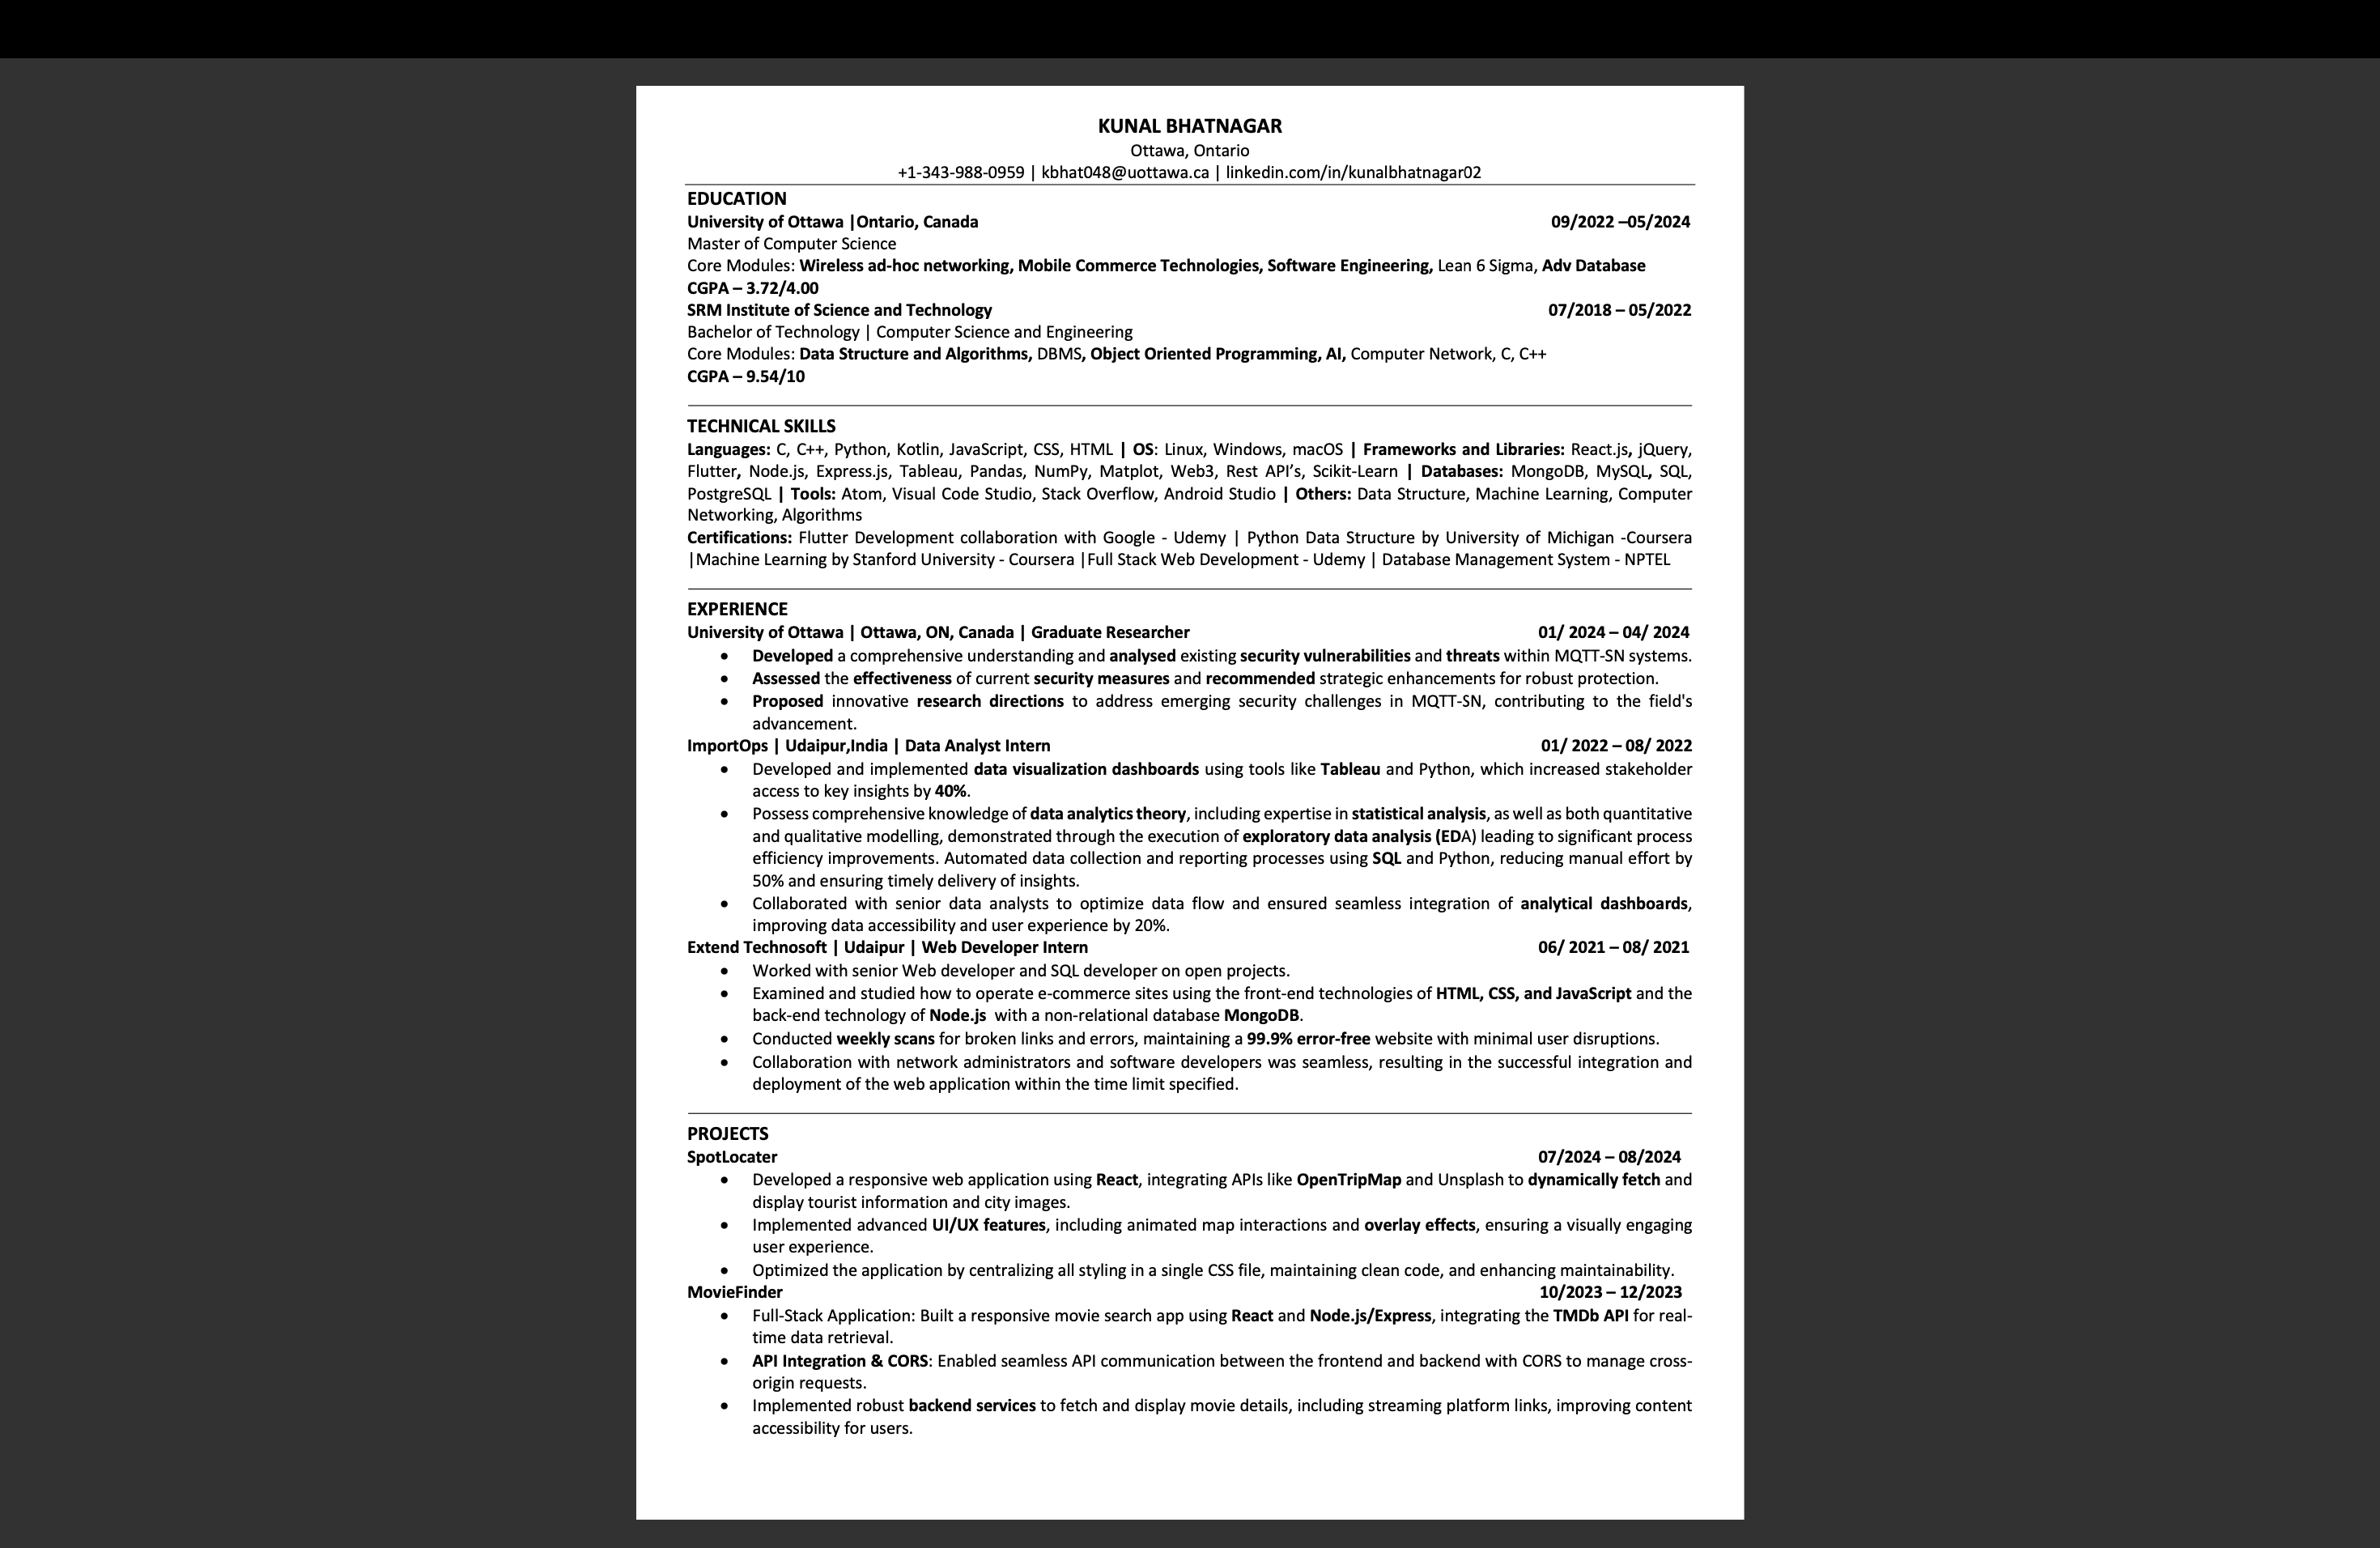 KUNAL BHATNAGAR
Ottawa, Ontario
+1-343-988-0959 | kbhat048@uottawa.ca | linkedin.com/in/kunalbhatnagar02
EDUCATION
University of Ottawa |Ontario, Canada 09/2022 –05/2024
Master of Computer Science
Core Modules: Wireless ad-hoc networking, Mobile Commerce Technologies, Software Engineering, Lean 6 Sigma, Adv Database
CGPA – 3.72/4.00
SRM Institute of Science and Technology 07/2018 – 05/2022
Bachelor of Technology | Computer Science and Engineering
Core Modules: Data Structure and Algorithms, DBMS, Object Oriented Programming, AI, Computer Network, C, C++
CGPA – 9.54/10
TECHNICAL SKILLS
Languages: C, C++, Python, Kotlin, JavaScript, CSS, HTML | OS: Linux, Windows, macOS | Frameworks and Libraries: React.js, jQuery,
Flutter, Node.js, Express.js, Tableau, Pandas, NumPy, Matplot, Web3, Rest API’s, Scikit-Learn | Databases: MongoDB, MySQL, SQL,
PostgreSQL | Tools: Atom, Visual Code Studio, Stack Overflow, Android Studio | Others: Data Structure, Machine Learning, Computer
Networking, Algorithms
Certifications: Flutter Development collaboration with Google - Udemy | Python Data Structure by University of Michigan -Coursera
|Machine Learning by Stanford University - Coursera |Full Stack Web Development - Udemy | Database Management System - NPTEL
EXPERIENCE
University of Ottawa | Ottawa, ON, Canada | Graduate Researcher 01/ 2024 – 04/ 2024
• Developed a comprehensive understanding and analysed existing security vulnerabilities and threats within MQTT-SN systems.
• Assessed the effectiveness of current security measures and recommended strategic enhancements for robust protection.
• Proposed innovative research directions to address emerging security challenges in MQTT-SN, contributing to the field's
advancement.
ImportOps | Udaipur,India | Data Analyst Intern 01/ 2022 – 08/ 2022
• Developed and implemented data visualization dashboards using tools like Tableau and Python, which increased stakeholder
access to key insights by 40%.
• Possess comprehensive knowledge of data analytics theory, including expertise in statistical analysis, as well as both quantitative
and qualitative modelling, demonstrated through the execution of exploratory data analysis (EDA) leading to significant process
efficiency improvements. Automated data collection and reporting processes using SQL and Python, reducing manual effort by
50% and ensuring timely delivery of insights.
• Collaborated with senior data analysts to optimize data flow and ensured seamless integration of analytical dashboards,
improving data accessibility and user experience by 20%.
Extend Technosoft | Udaipur | Web Developer Intern 06/ 2021 – 08/ 2021
• Worked with senior Web developer and SQL developer on open projects.
• Examined and studied how to operate e-commerce sites using the front-end technologies of HTML, CSS, and JavaScript and the
back-end technology of Node.js with a non-relational database MongoDB.
• Conducted weekly scans for broken links and errors, maintaining a 99.9% error-free website with minimal user disruptions.
• Collaboration with network administrators and software developers was seamless, resulting in the successful integration and
deployment of the web application within the time limit specified.
PROJECTS
SpotLocater 07/2024 – 08/2024
• Developed a responsive web application using React, integrating APIs like OpenTripMap and Unsplash to dynamically fetch and
display tourist information and city images.
• Implemented advanced UI/UX features, including animated map interactions and overlay effects, ensuring a visually engaging
user experience.
• Optimized the application by centralizing all styling in a single CSS file, maintaining clean code, and enhancing maintainability.
MovieFinder 10/2023 – 12/2023
• Full-Stack Application: Built a responsive movie search app using React and Node.js/Express, integrating the TMDb API for real-
time data retrieval.
• API Integration & CORS: Enabled seamless API communication between the frontend and backend with CORS to manage cross-
origin requests.
• Implemented robust backend services to fetch and display movie details, including streaming platform links, improving content
accessibility for users.